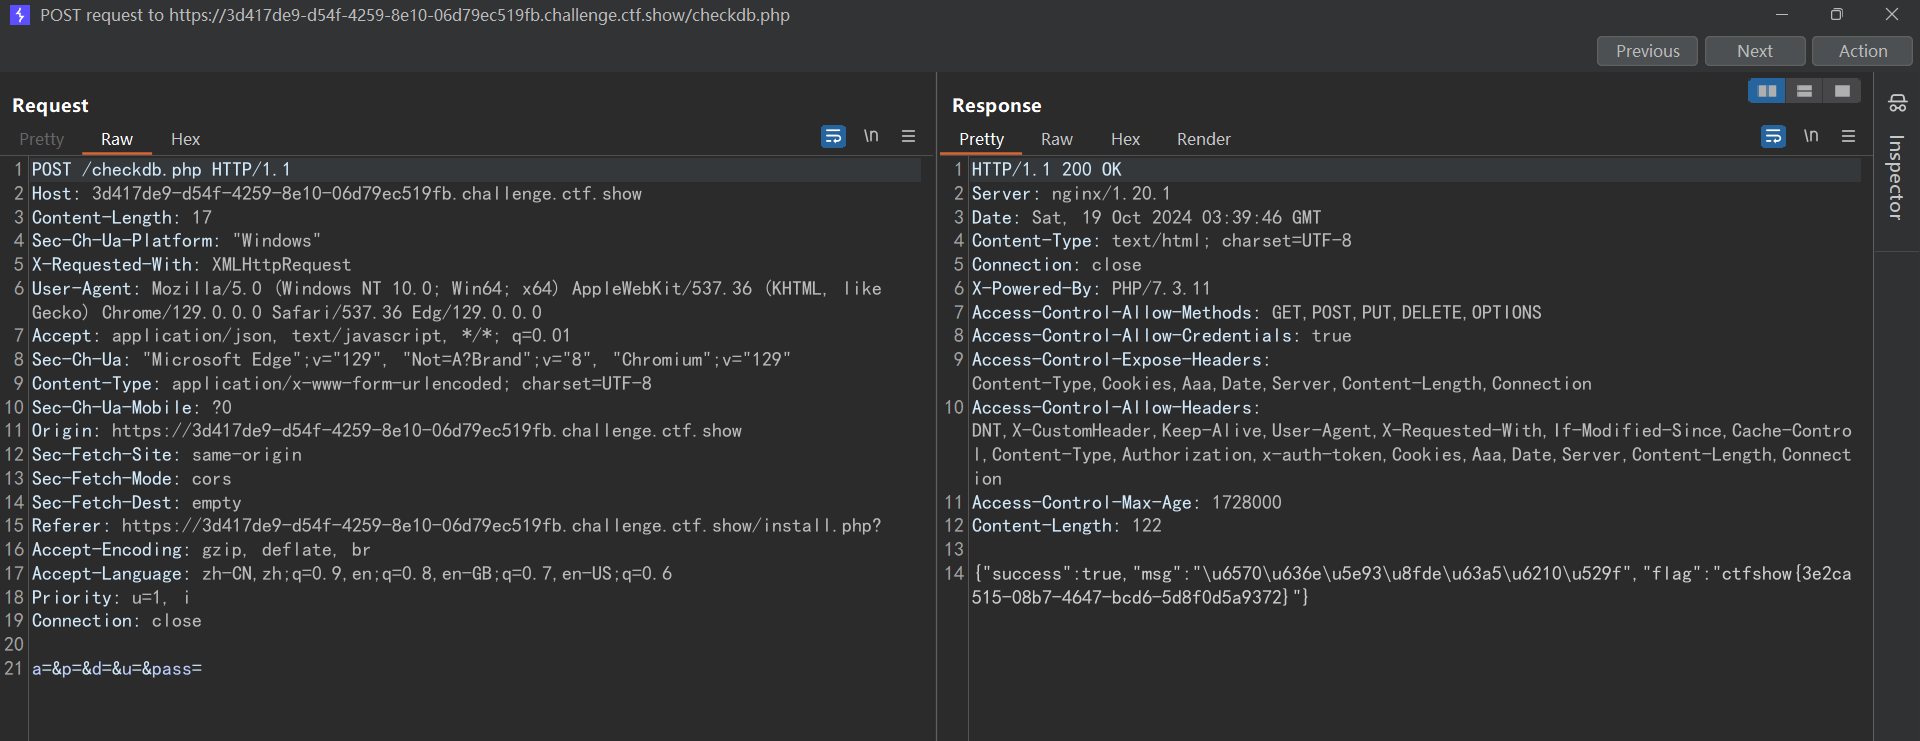 POST request to https://3d417de9-d54f-4259-8e10-06d79ec519fb.challenge.ctf.show/checkdb.php
Previous Next Action
Request
Pretty Raw Hex \n
1 POST /checkdb.php HTTP/1.1
2 Host: 3d417de9-d54f-4259-8e10-06d79ec519fb.challenge.ctf.show
3 Content-Length: 17
4 Sec-Ch-Ua-Platform: "Windows"
5 X-Requested-With: XMLHttpRequest
6 User-Agent: Mozilla/5.0 (Windows NT 10.0; Win64; x64) AppleWebKit/537.36 (KHTML, like
Gecko) Chrome/129.0.0.0 Safari/537.36 Edg/129.0.0.0
7 Accept: application/json, text/javascript, */*; q=0.01
8 Sec-Ch-Ua: "Microsoft Edge";v="129", "Not=A?Brand";v="8", "Chromium";v="129"
9 Content-Type: application/x-www-form-urlencoded; charset=UTF-8
10 Sec-Ch-Ua-Mobile: ?0
11 Origin: https://3d417de9-d54f-4259-8e10-06d79ec519fb.challenge.ctf.show
12 Sec-Fetch-Site: same-origin
13 Sec-Fetch-Mode: cors
14 Sec-Fetch-Dest: empty
15 Referer: https://3d417de9-d54f-4259-8e10-06d79ec519fb.challenge.ctf.show/install.php?
16 Accept-Encoding: gzip, deflate, br
17 Accept-Language: zh-CN,zh;q=0.9,en;q=0.8,en-GB;q=0.7,en-US;q=0.6
18 Priority: u=1, i
19 Connection: close
20
21 a=&p=&d=&u=&pass=
Response
Pretty Raw Hex Render \n
1 HTTP/1.1 200 OK
2 Server: nginx/1.20.1
3 Date: Sat, 19 Oct 2024 03:39:46 GMT
4 Content-Type: text/html; charset=UTF-8
5 Connection: close
6 X-Powered-By: PHP/7.3.11
7 Access-Control-Allow-Methods: GET,POST,PUT,DELETE,OPTIONS
8 Access-Control-Allow-Credentials: true
9 Access-Control-Expose-Headers:
Content-Type,Cookies,Aaa,Date,Server,Content-Length,Connection
10 Access-Control-Allow-Headers:
DNT,X-CustomHeader,Keep-Alive,User-Agent,X-Requested-With,If-Modified-Since,Cache-Contro
l,Content-Type,Authorization,x-auth-token,Cookies,Aaa,Date,Server,Content-Length,Connect
ion
11 Access-Control-Max-Age: 1728000
12 Content-Length: 122
13
14 {"success":true,"msg":"\u6570\u636e\u5e93\u8fde\u63a5\u6210\u529f","flag":"ctfshow{3e2ca
515-08b7-4647-bcd6-5d8f0d5a9372}"}
Inspector